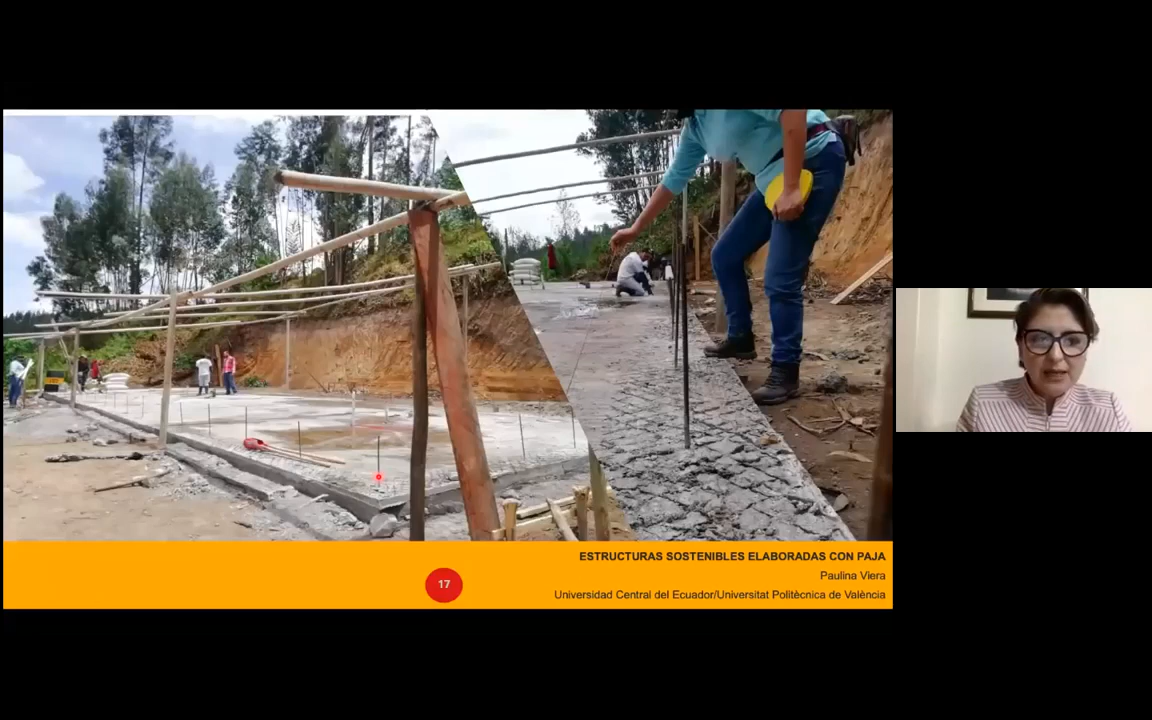 17
ESTRUCTURAS SOSTENIBLES ELABORADAS CON PAJA
Paulina Viera
Universidad Central del Ecuador/Universitat Politècnica de València